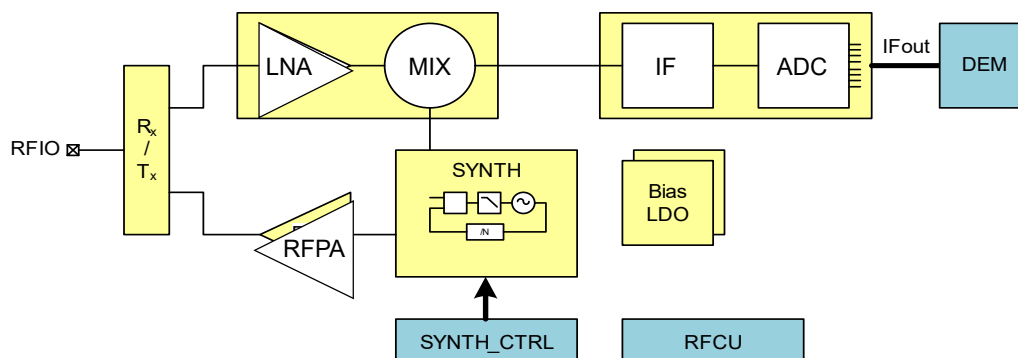 LNA
MIX
IF
ADC
IFout
DEM
RFIO
Rx
/
Tx
SYNTH
/N
Bias
LDO
RFPA
SYNTH_CTRL
RFCU